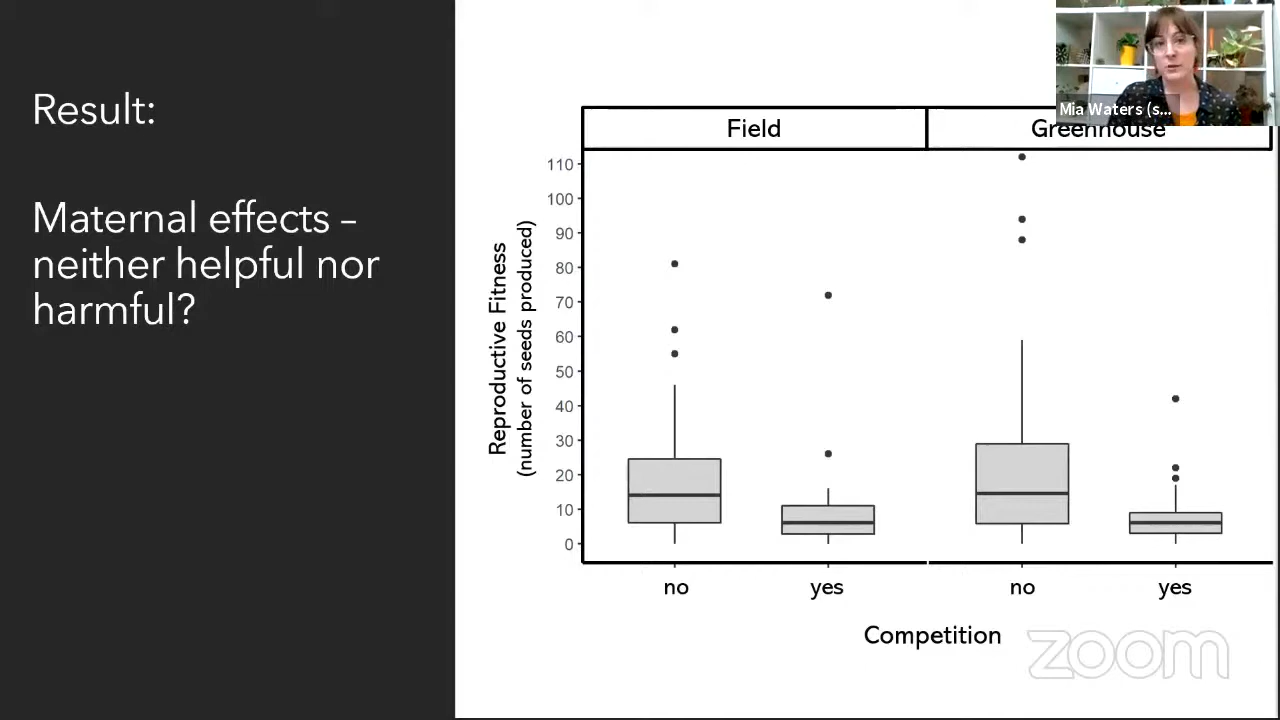 Result:
Maternal effects –
neither helpful nor
harmful?
Mia Waters (s...
Field
Greenhouse
110
100
90
80
70
60
50
40
30
20
10
0
Reproductive Fitness
(number of seeds produced)
no
yes
no
yes
Competition
zoom